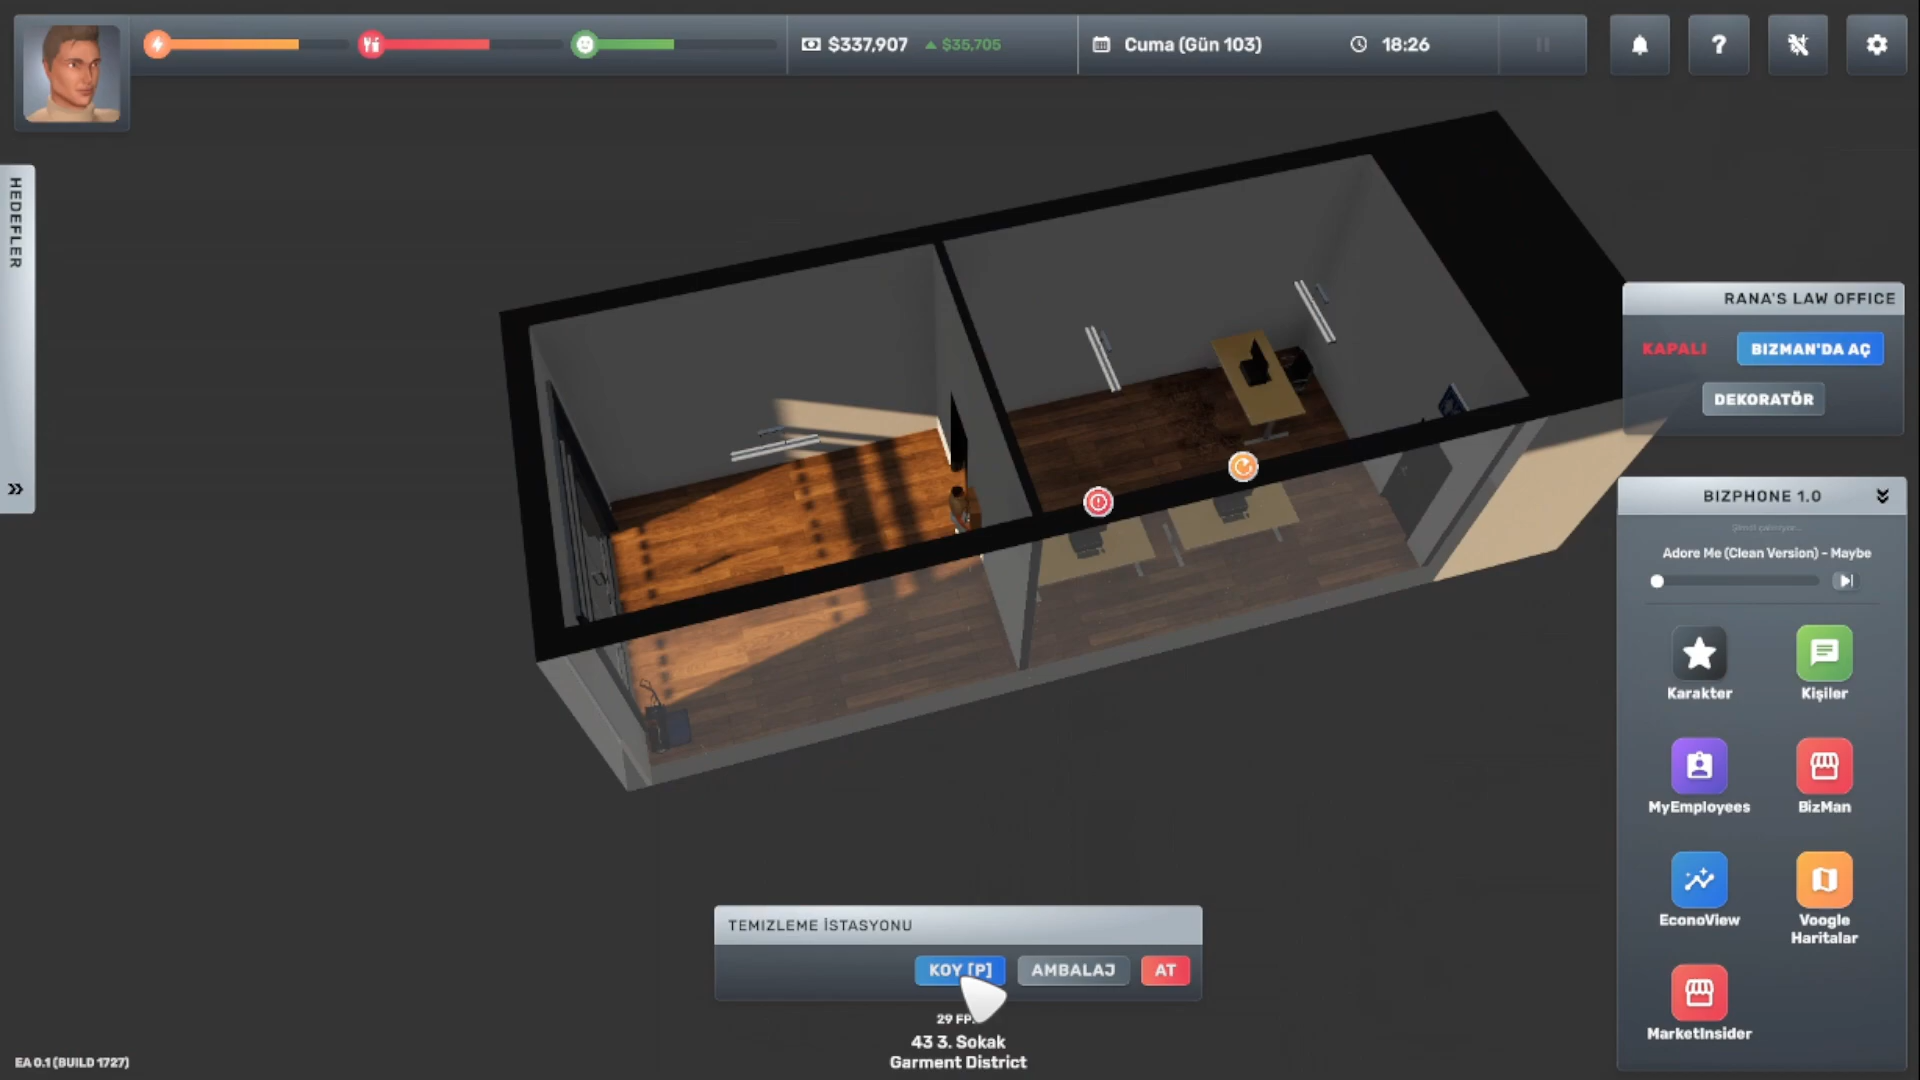 $337,907
$35,705
Cuma (Gün 103)
18:26
?
HEDEFLER
RANA'S LAW OFFICE
KAPALI
BIZMAN'DA AÇ
DEKORATÖR
BIZPHONE 1.0
Adore Me (Clean Version) - Maybe
Karakter
Kişiler
MyEmployees
BizMan
EconoView
Voogle
Haritalar
MarketInsider
TEMIZLEME İSTASYONU
KOY [P]
AMBALAJ
AT
29 FP
43 3. Sokak
Garment District
EA 0.1 (BUILD 1727)